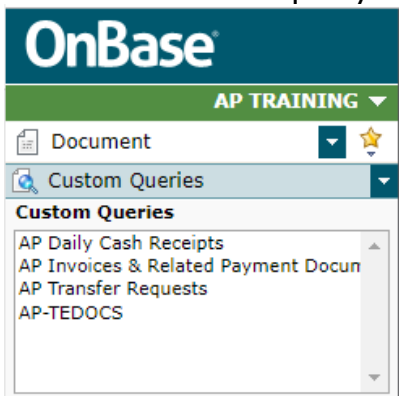 OnBase®
AP TRAINING
Document
Custom Queries
Custom Queries
AP Daily Cash Receipts
AP Invoices & Related Payment Docum
AP Transfer Requests
AP-TEDOCS